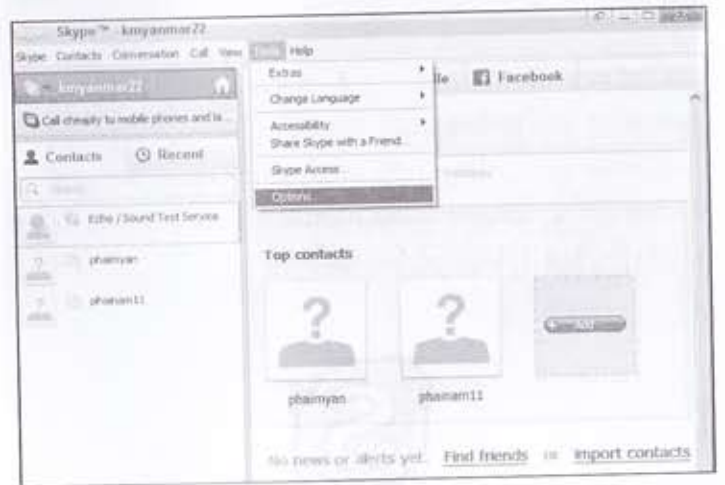 Skype™ - kmyanmar22
Skype Contacts Conversation Call View Tools Help
kmyanmar22
Call cheaply to mobile phones and la...
Contacts Recent
Search
Echo / Sound Test Service
phaimyan
phainam11
Extras
Change Language
Accessibility
Share Skype with a Friend...
Skype Access...
Options...
Facebook
Top contacts
phaimyan
phainam11
+ Add
No news or alerts yet. Find friends or import contacts